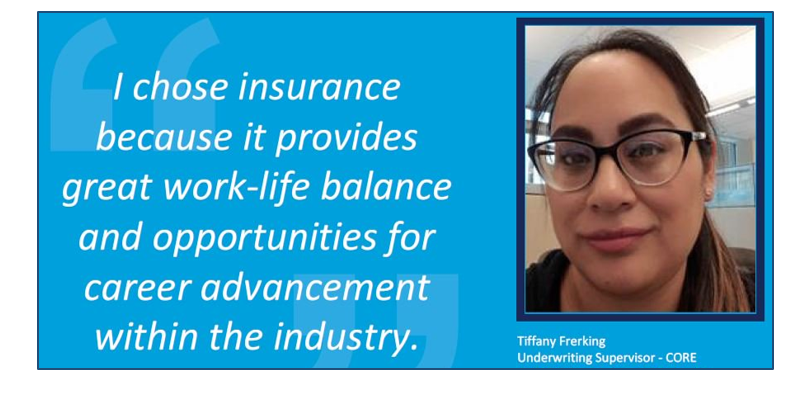 I chose insurance
because it provides
great work-life balance
and opportunities for
career advancement
within the industry.
Tiffany Frerking
Underwriting Supervisor - CORE